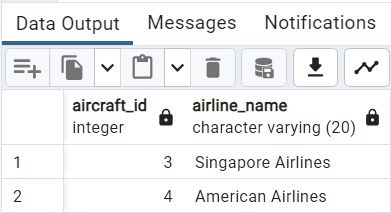 Data Output Messages Notifications
aircraft_id airline_name
integer character varying (20)
1 3 Singapore Airlines
2 4 American Airlines